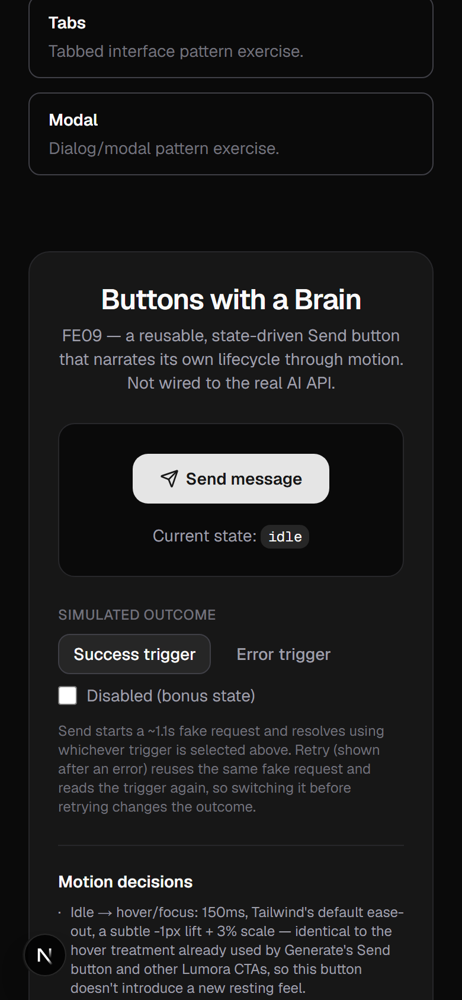 Tabs
Tabbed interface pattern exercise.
Modal
Dialog/modal pattern exercise.
Buttons with a Brain
FE09 — a reusable, state-driven Send button
that narrates its own lifecycle through motion.
Not wired to the real AI API.
Send message
Current state: idle
SIMULATED OUTCOME
Success trigger
Error trigger
Disabled (bonus state)
Send starts a ~1.1s fake request and resolves using
whichever trigger is selected above. Retry (shown
after an error) reuses the same fake request and
reads the trigger again, so switching it before
retrying changes the outcome.
Motion decisions
· Idle → hover/focus: 150ms, Tailwind's default ease-
out, a subtle -1px lift + 3% scale — identical to the
hover treatment already used by Generate's Send
button and other Lumora CTAs, so this button
doesn't introduce a new resting feel.
N